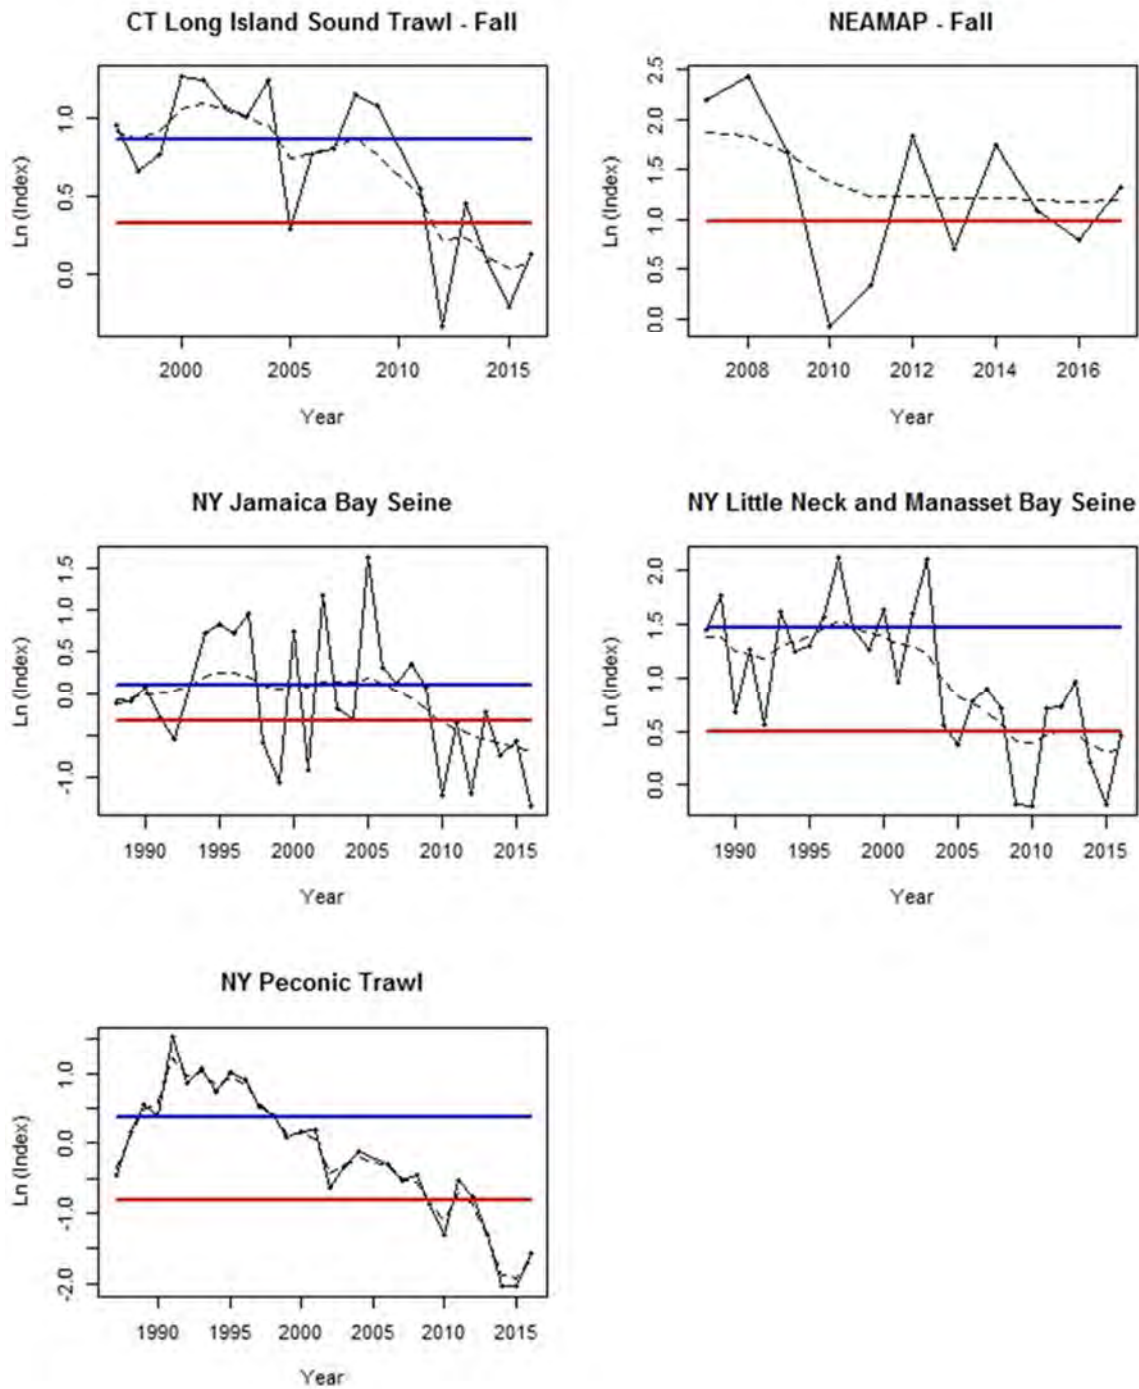 CT Long Island Sound Trawl - Fall
Ln (Index)
1.0
0.5
0.0
2000 2005 2010 2015
Year
NEAMAP - Fall
Ln (Index)
2.5
2.0
1.5
1.0
0.5
0.0
2008 2010 2012 2014 2016
Year
NY Jamaica Bay Seine
Ln (Index)
1.5
1.0
0.5
0.0
-1.0
1990 1995 2000 2005 2010 2015
Year
NY Little Neck and Manasset Bay Seine
Ln (Index)
2.0
1.5
1.0
0.5
0.0
1990 1995 2000 2005 2010 2015
Year
NY Peconic Trawl
Ln (Index)
1.0
0.0
-1.0
-2.0
1990 1995 2000 2005 2010 2015
Year